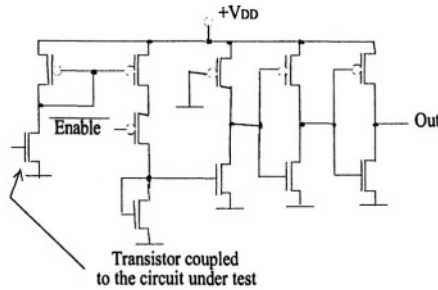 +VDD
Enable
Out
Transistor coupled
to the circuit under test